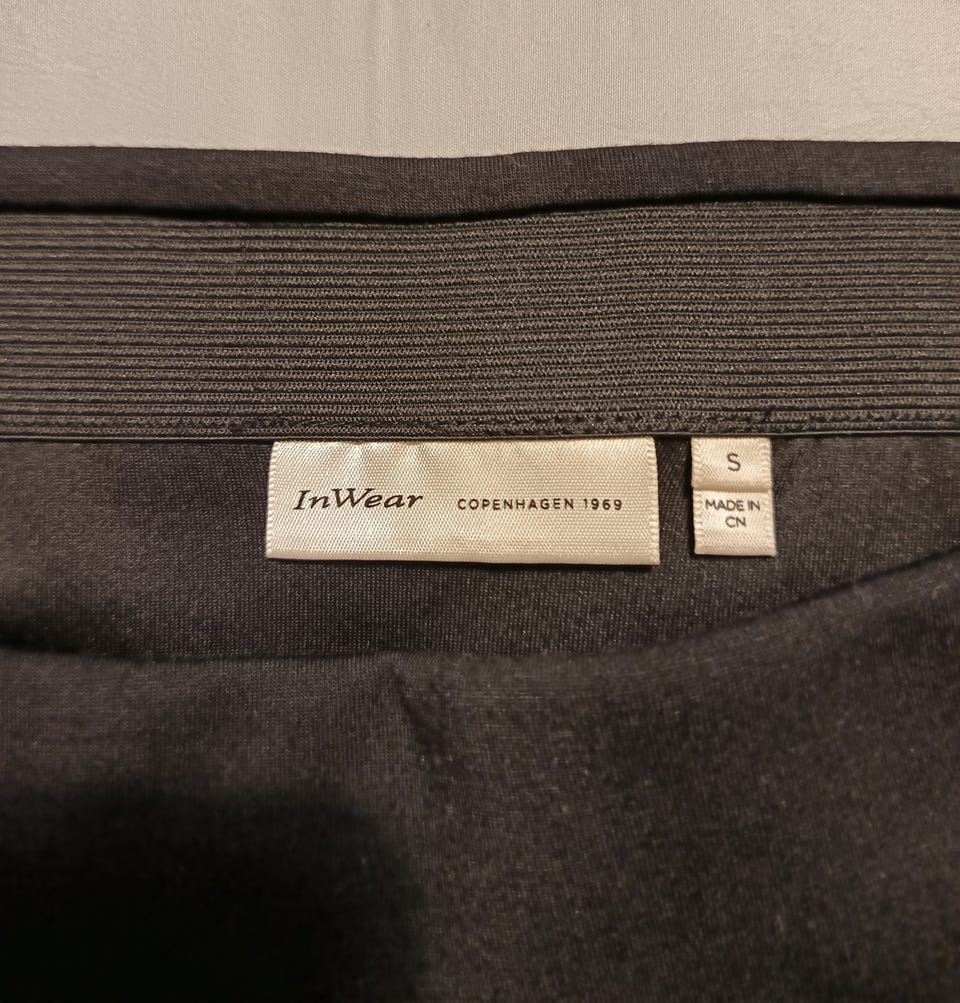 InWear COPENHAGEN 1969
S
MADE IN
CN